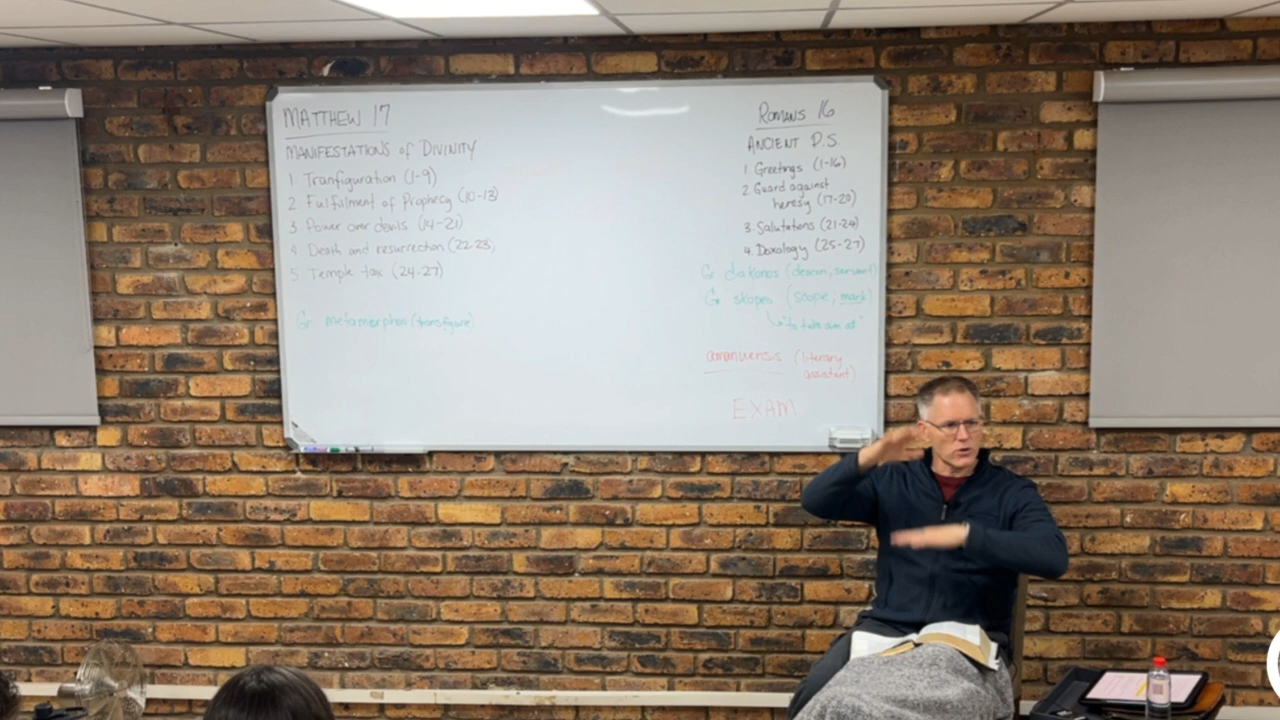 MATTHEW 17
MANIFESTATIONS of DIVINITY
1 Tranfiguration (1-9)
2 Fulfilment of Prophecy (10-13)
3 Power over devils (14-21)
4 Death and resurrection (22-23)
5 Temple tax (24-27)
Gr metamorphoo (transfigure)
ROMANS 16
ANCIENT P.S.
1. Greetings (1-16)
2. Guard against
heresy (17-20)
3. Salutations (21-24)
4. Doxology (25-27)
Gr diakonos (deacon, servant)
Gr skopeo (scope, mark)
"to take aim at"
amanuensis (literary
assistant)
EXAM